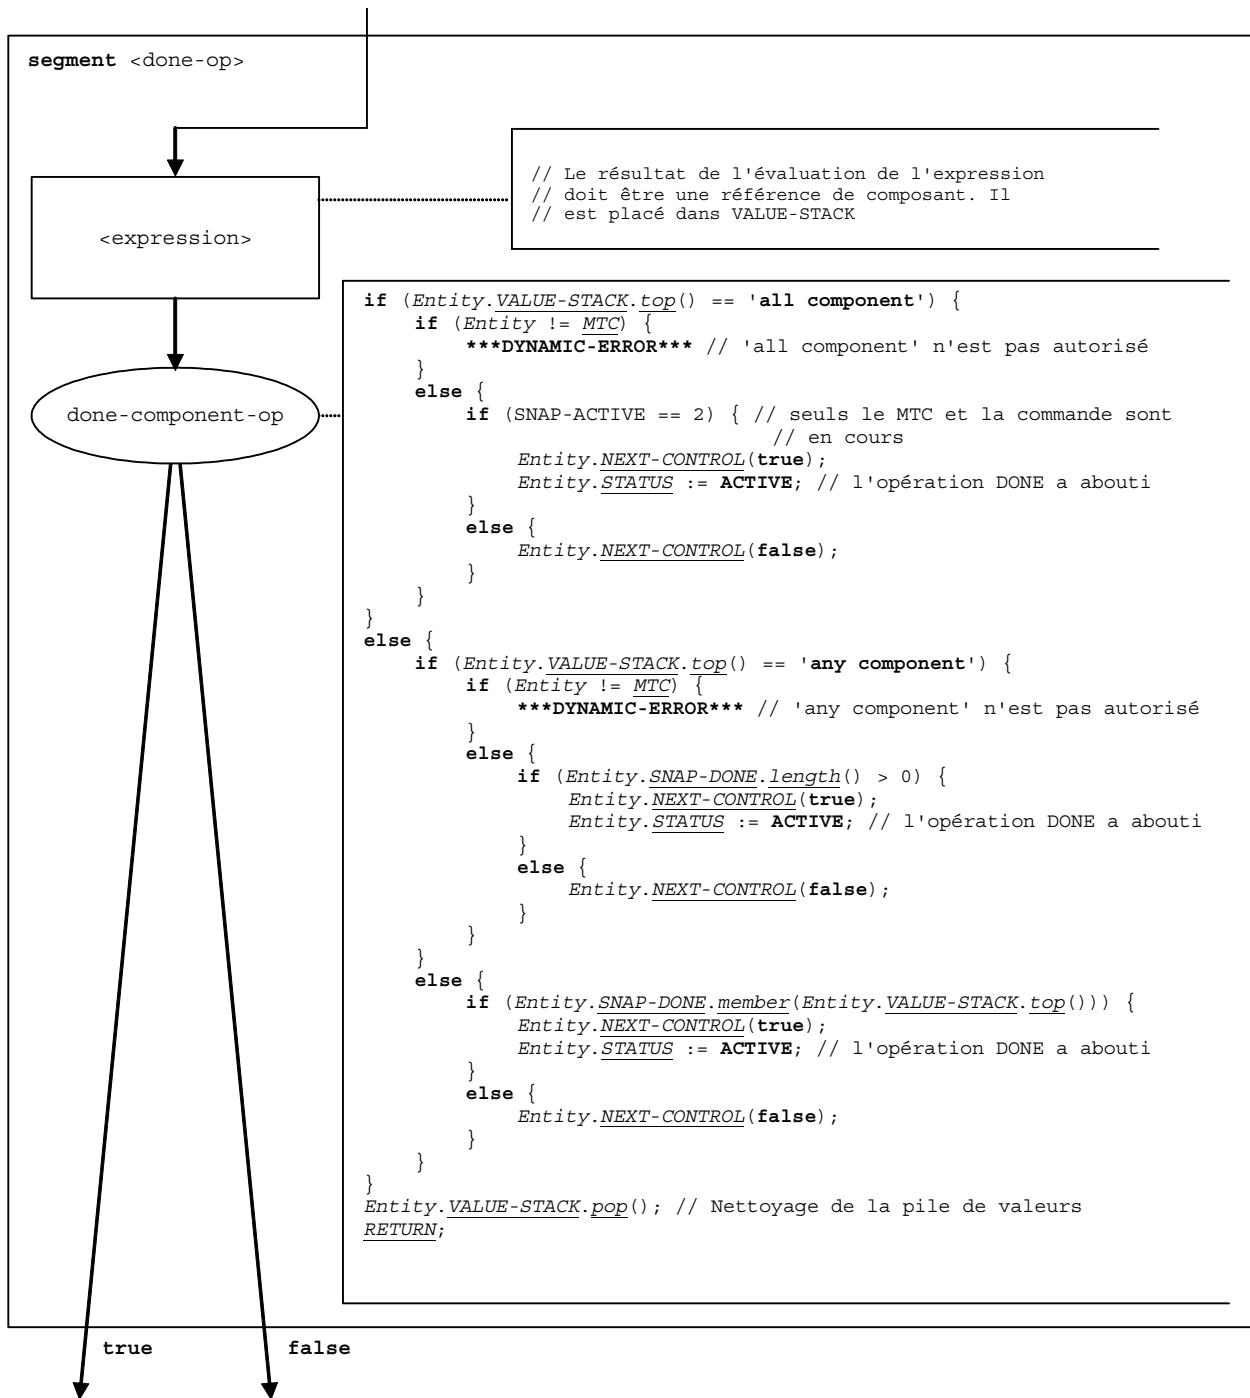 segment <done-op>
// Le résultat de l'évaluation de l'expression
// doit être une référence de composant. Il
// est placé dans VALUE-STACK
<expression>
done-component-op
if (Entity.VALUE-STACK.top() == 'all component') {
if (Entity != MTC) {
***DYNAMIC-ERROR*** // 'all component' n'est pas autorisé
}
else {
if (SNAP-ACTIVE == 2) { // seuls le MTC et la commande sont
// en cours
Entity.NEXT-CONTROL(true);
Entity.STATUS := ACTIVE; // l'opération DONE a abouti
}
else {
Entity.NEXT-CONTROL(false);
}
}
}
else {
if (Entity.VALUE-STACK.top() == 'any component') {
if (Entity != MTC) {
***DYNAMIC-ERROR*** // 'any component' n'est pas autorisé
}
else {
if (Entity.SNAP-DONE.length() > 0) {
Entity.NEXT-CONTROL(true);
Entity.STATUS := ACTIVE; // l'opération DONE a abouti
}
else {
Entity.NEXT-CONTROL(false);
}
}
}
else {
if (Entity.SNAP-DONE.member(Entity.VALUE-STACK.top())) {
Entity.NEXT-CONTROL(true);
Entity.STATUS := ACTIVE; // l'opération DONE a abouti
}
else {
Entity.NEXT-CONTROL(false);
}
}
}
Entity.VALUE-STACK.pop(); // Nettoyage de la pile de valeurs
RETURN;
true false